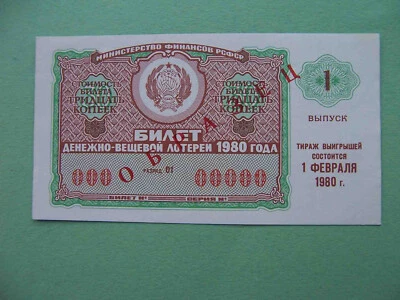 МИНИСТЕРСТВО ФИНАНСОВ РСФСР
СТОИМОСТЬ
БИЛЕТА
ТРИДЦАТЬ
КОПЕЕК
СТОИМОСТЬ
БИЛЕТА
ТРИДЦАТЬ
КОПЕЕК
БИЛЕТ
ДЕНЕЖНО-ВЕЩЕВОЙ ЛОТЕРЕИ 1980 ГОДА
000
РАЗРЯД 01
00000
БИЛЕТ №
СЕРИЯ №
ОБРАЗЕЦ
1
ВЫПУСК
ТИРАЖ ВЫИГРЫШЕЙ
СОСТОИТСЯ
1 ФЕВРАЛЯ
1980 г.